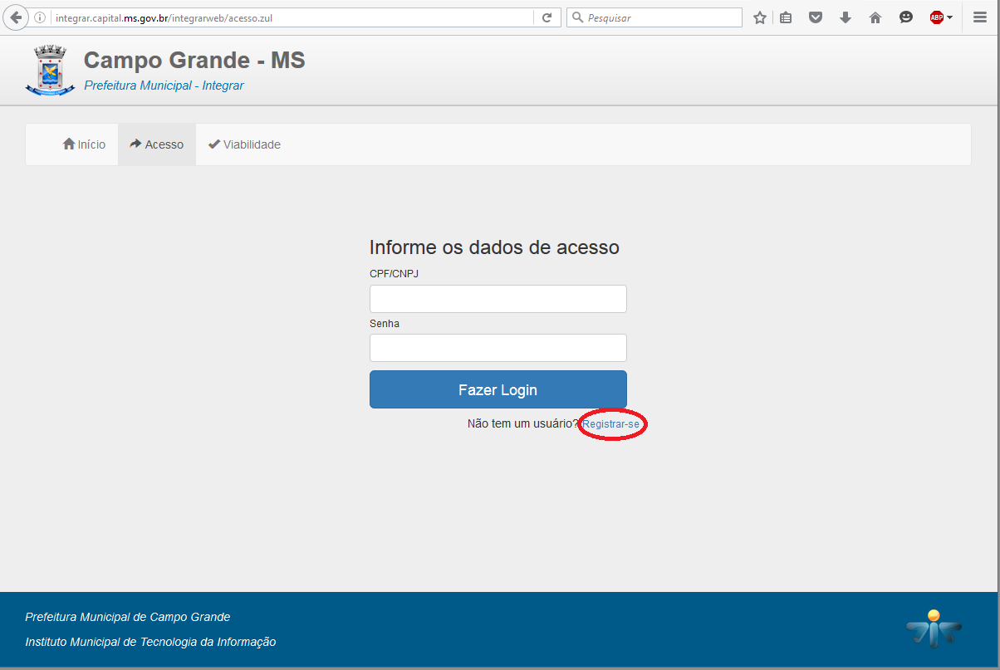 integrar.capital.ms.gov.br/integrarweb/acesso.zul
Pesquisar
ABP
Campo Grande - MS
Prefeitura Municipal - Integrar
Início Acesso Viabilidade
Informe os dados de acesso
CPF/CNPJ
Senha
Fazer Login
Não tem um usuário? Registrar-se
Prefeitura Municipal de Campo Grande
Instituto Municipal de Tecnologia da Informação